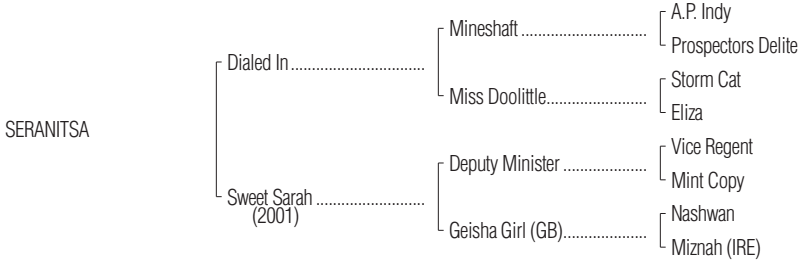 A.P. Indy
Mineshaft
Prospectors Delite
Dialed In
Storm Cat
Miss Doolittle
Eliza
SERANITSA
Vice Regent
Deputy Minister
Mint Copy
Sweet Sarah
(2001)
Nashwan
Geisha Girl (GB)
Miznah (IRE)